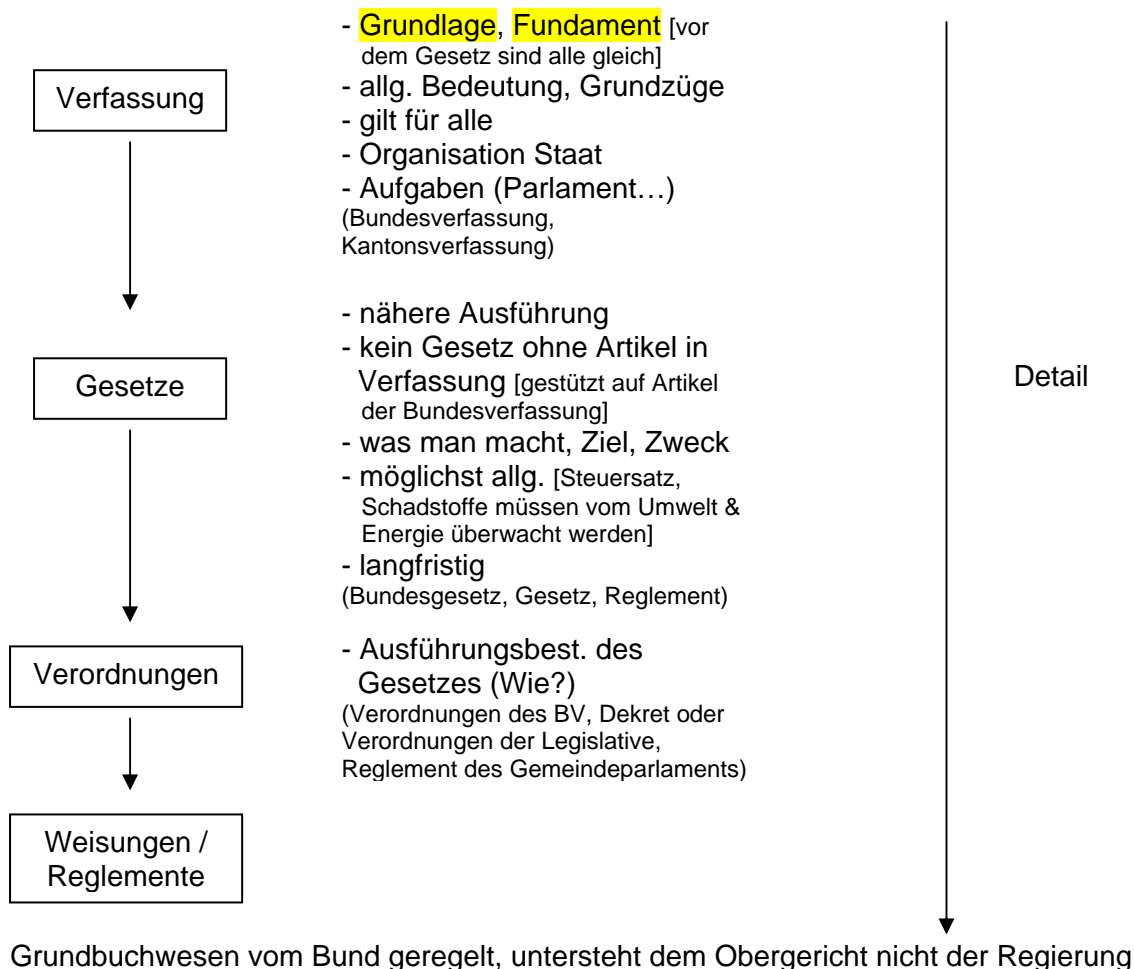 Verfassung
- Grundlage, Fundament [vor
dem Gesetz sind alle gleich]
- allg. Bedeutung, Grundzüge
- gilt für alle
- Organisation Staat
- Aufgaben (Parlament…)
(Bundesverfassung,
Kantonsverfassung)
Gesetze
- nähere Ausführung
- kein Gesetz ohne Artikel in
Verfassung [gestützt auf Artikel
der Bundesverfassung]
- was man macht, Ziel, Zweck
- möglichst allg. [Steuersatz,
Schadstoffe müssen vom Umwelt &
Energie überwacht werden]
- langfristig
(Bundesgesetz, Gesetz, Reglement)
Detail
Verordnungen
- Ausführungsbest. des
Gesetzes (Wie?)
(Verordnungen des BV, Dekret oder
Verordnungen der Legislative,
Reglement des Gemeindeparlaments)
Weisungen /
Reglemente
Grundbuchwesen vom Bund geregelt, untersteht dem Obergericht nicht der Regierung